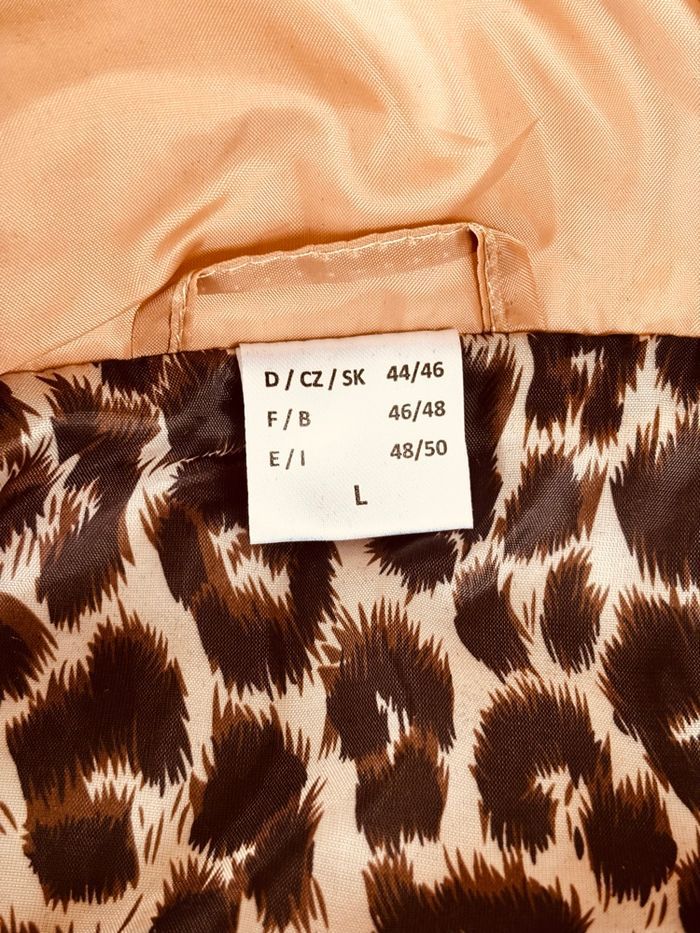 D / CZ / SK 44/46
F / B 46/48
E / I 48/50
L